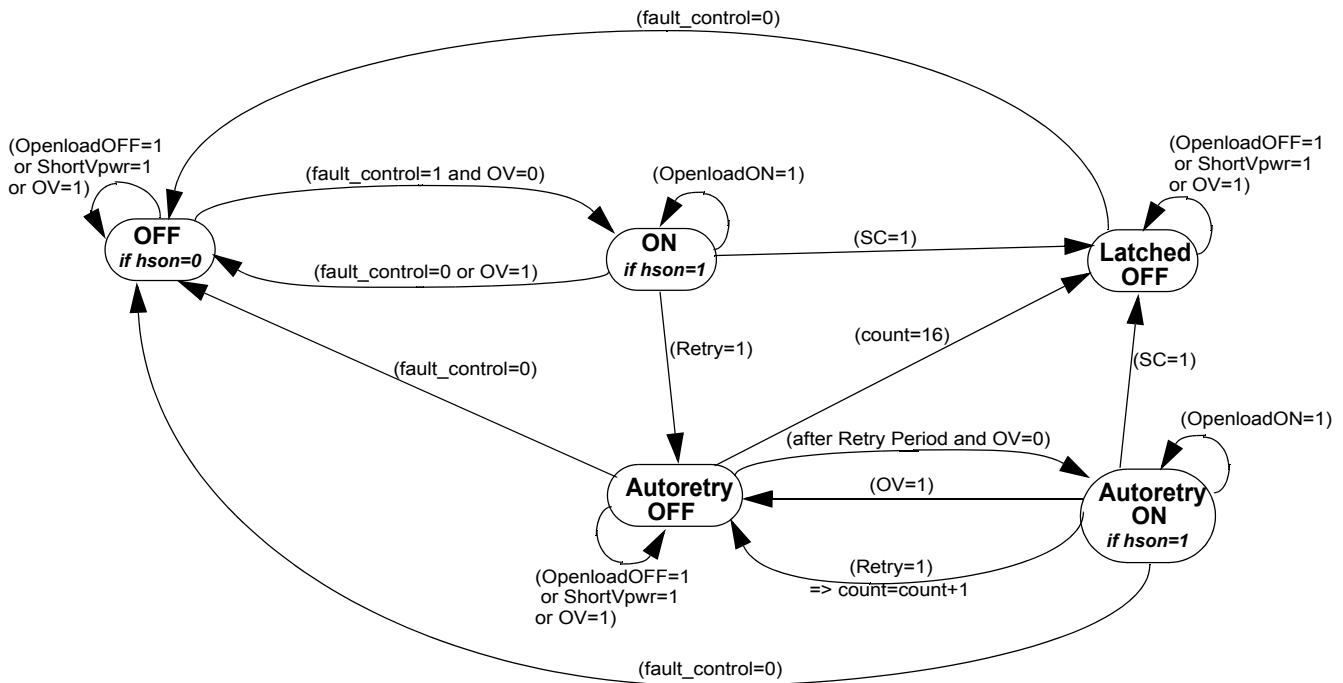 (fault_control=0)
(OpenloadOFF=1
or ShortVpwr=1
or OV=1)
(fault_control=1 and OV=0)
(OpenloadON=1)
(OpenloadOFF=1
or ShortVpwr=1
or OV=1)
OFF
if hson=0
ON
if hson=1
(SC=1)
Latched
OFF
(fault_control=0 or OV=1)
(count=16)
(Retry=1)
(SC=1)
(fault_control=0)
(OpenloadON=1)
(after Retry Period and OV=0)
Autoretry
OFF
(OV=1)
Autoretry
ON
if hson=1
(Retry=1)
=> count=count+1
(OpenloadOFF=1
or ShortVpwr=1
or OV=1)
(fault_control=0)